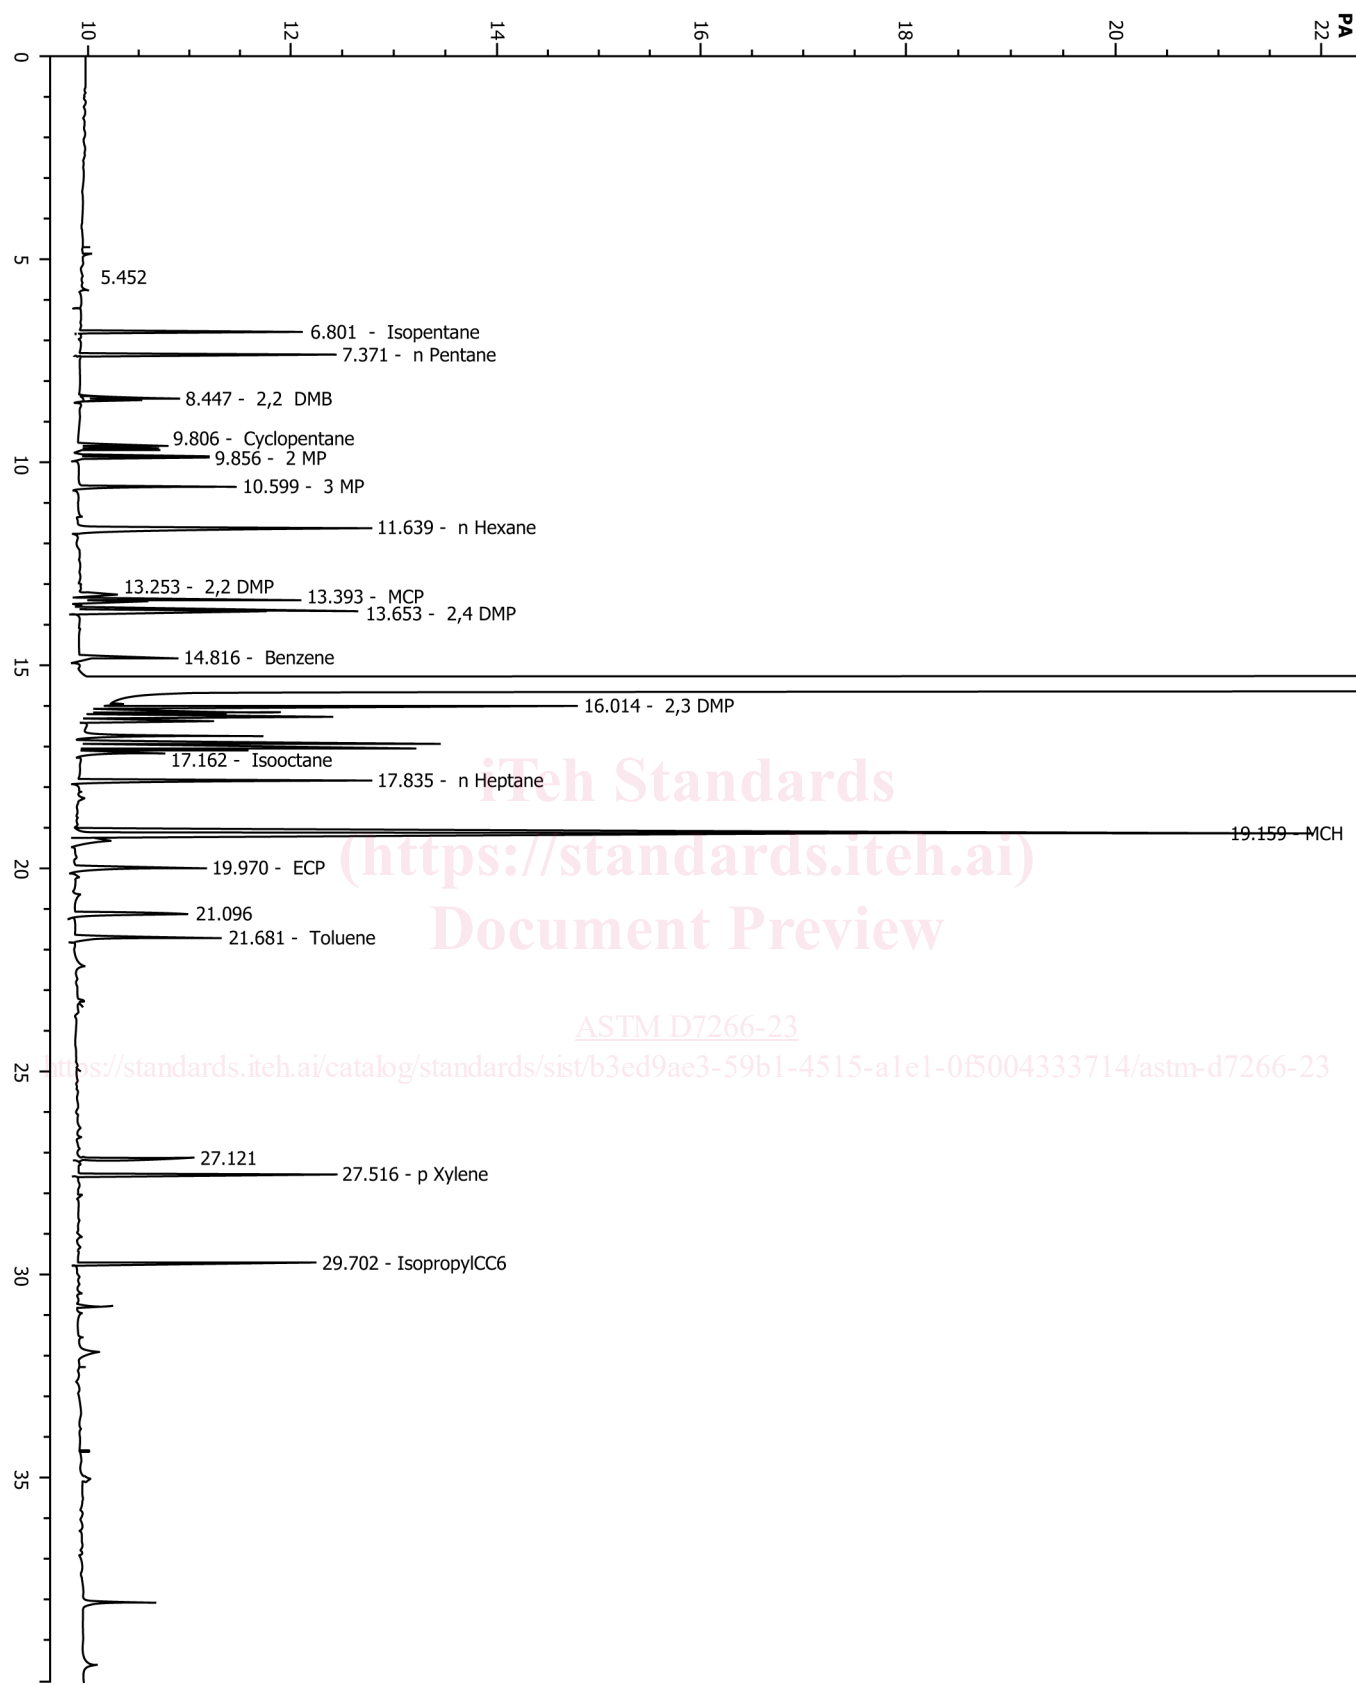 PA
10 12 14 16 18 20 22
0
5
5.452
6.801 - Isopentane
7.371 - n Pentane
8.447 - 2,2 DMB
9.806 - Cyclopentane
9.856 - 2 MP
10
10.599 - 3 MP
11.639 - n Hexane
13.253 - 2,2 DMP
13.393 - MCP
13.653 - 2,4 DMP
14.816 - Benzene
15
16.014 - 2,3 DMP
17.162 - Isooctane
17.835 - n Heptane
iTeh Standards
19.159 - MCH
(https://standards.iteh.ai)
20
19.970 - ECP
21.096
Document Preview
21.681 - Toluene
ASTM D7266-23
25
https://standards.iteh.ai/catalog/standards/sist/b3ed9ae3-59b1-4515-a1e1-0f5004333714/astm-d7266-23
27.121
27.516 - p Xylene
29.702 - IsopropylCC6
30
35